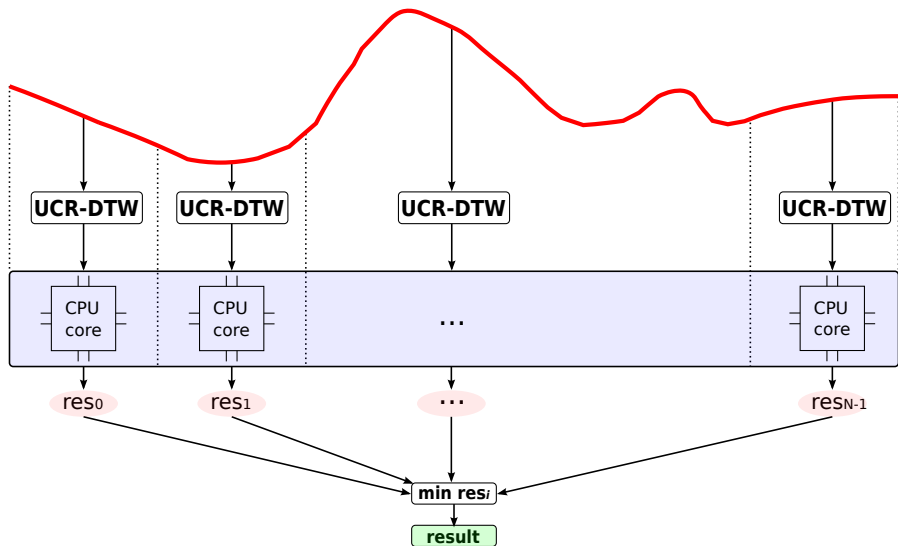 UCR-DTW UCR-DTW UCR-DTW UCR-DTW
CPU core CPU core ... CPU core
res0 res1 ... resN-1
min resi
result